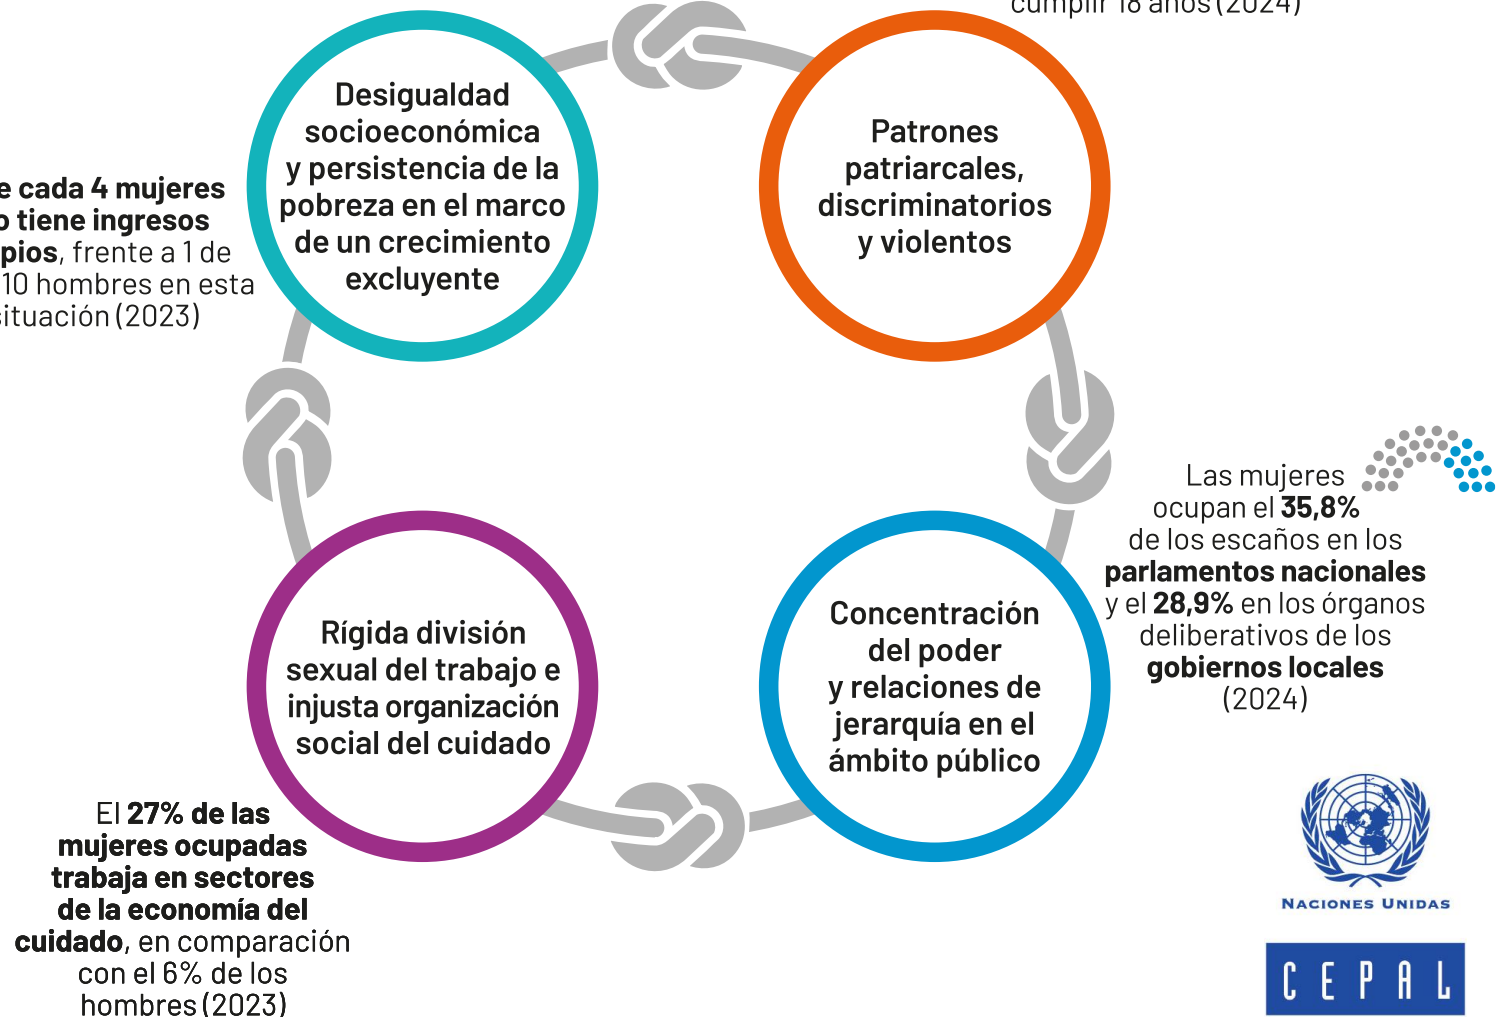 cumplir 18 años (2024)
Desigualdad
socioeconómica
y persistencia de la
pobreza en el marco
de un crecimiento
excluyente
Patrones
patriarcales,
discriminatorios
y violentos
cada 4 mujeres
tiene ingresos
, frente a 1 de
10 hombres en esta
situación (2023)
Las mujeres
ocupan el 35,8%
de los escaños en los
parlamentos nacionales
y el 28,9% en los órganos
deliberativos de los
gobiernos locales
(2024)
Rígida división
sexual del trabajo e
injusta organización
social del cuidado
Concentración
del poder
y relaciones de
jerarquía en el
ámbito público
El 27% de las
mujeres ocupadas
trabaja en sectores
de la economía del
cuidado, en comparación
con el 6% de los
hombres (2023)
NACIONES UNIDAS
CEPAL